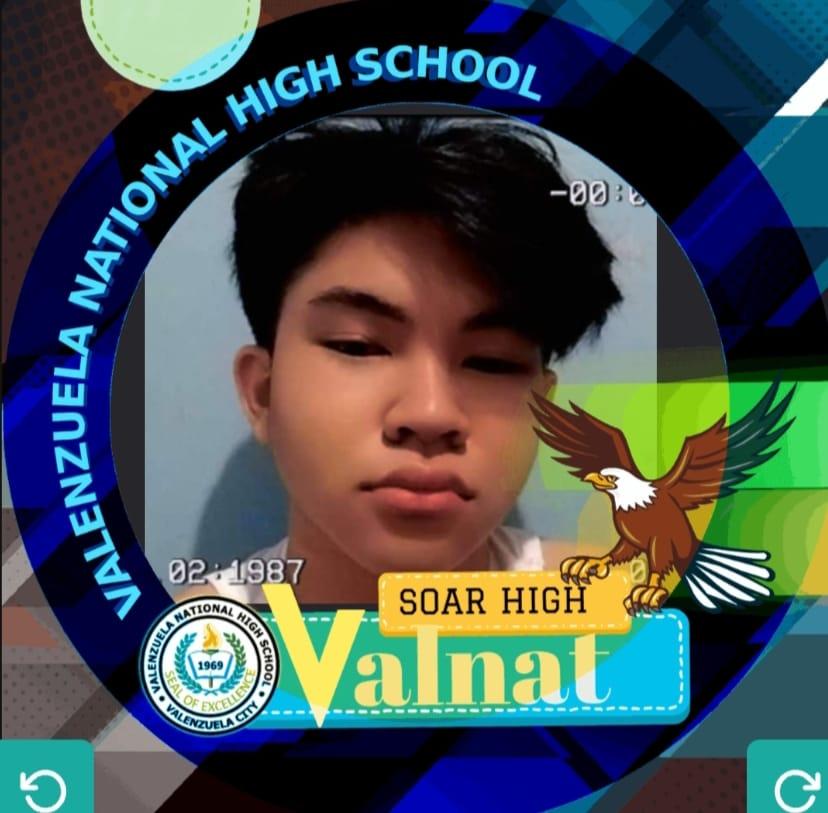 VALENZUELA NATIONAL HIGH SCHOOL
-00:0
02:1987
0
SOAR HIGH
Valnat
VALENZUELA NATIONAL HIGH SCHOOL
1969
SEAL OF EXCELLENCE
VALENZUELA CITY